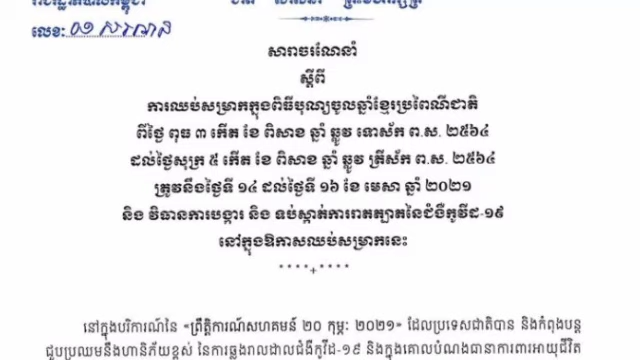 លេខ: ០១ សរណន
សារាចរណែនាំ
ស្តីពី
ការឈប់សម្រាកក្នុងពិធីបុណ្យចូលឆ្នាំខ្មែរប្រពៃណីជាតិ
ពីថ្ងៃ ពុធ ៣ កើត ខែ ពិសាខ ឆ្នាំ ឆ្លូវ ទោស័ក ព.ស. ២៥៦៤
ដល់ថ្ងៃសុក្រ ៥ កើត ខែ ពិសាខ ឆ្នាំ ឆ្លូវ ត្រីស័ក ព.ស. ២៥៦៤
ត្រូវនឹងថ្ងៃទី ១៤ ដល់ថ្ងៃទី ១៦ ខែ មេសា ឆ្នាំ ២០២១
និង វិធានការបង្ការ និង ទប់ស្កាត់ការរាតត្បាតនៃជំងឺកូវីដ-១៩
នៅក្នុងឱកាសឈប់សម្រាកនេះ
****+****
នៅក្នុងបរិការណ៍នៃ «ព្រឹត្តិការណ៍សហគមន៍ ២០ កុម្ភៈ ២០២១» ដែលប្រទេសជាតិបាន និងកំពុងបន្ត
ជួបប្រឈមនឹងហានិភ័យខ្ពស់ នៃការឆ្លងរាលដាលជំងឺកូវីដ-១៩ និងក្នុងគោលបំណងធានាការពារអាយុជីវិត